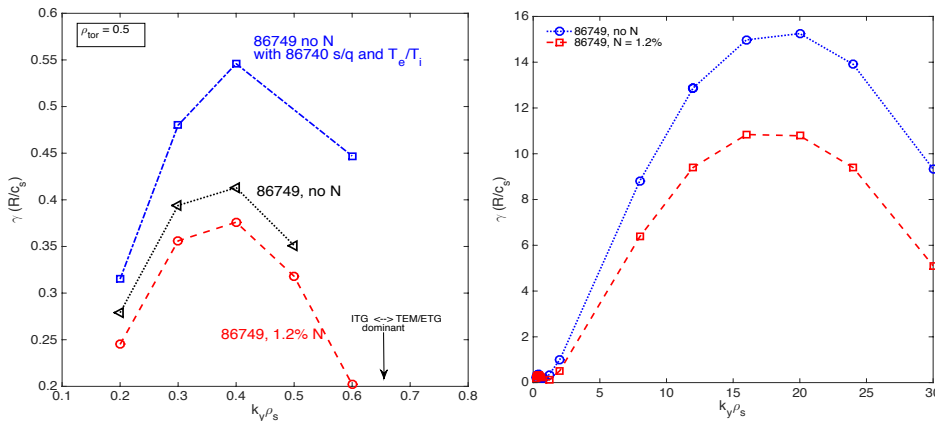 ρtor = 0.5
86749 no N
with 86740 s/q and Te/Ti
86749, no N
86749, 1.2% N
ITG <--> TEM/ETG
dominant
γ (R/cs)
0.55
0.5
0.45
0.4
0.35
0.3
0.25
0.2
0.1 0.2 0.3 0.4 0.5 0.6 0.7 0.8
kyρs
86749, no N
86749, N = 1.2%
γ (R/cs)
16
14
12
10
8
6
4
2
0
0 5 10 15 20 25 30
kyρs